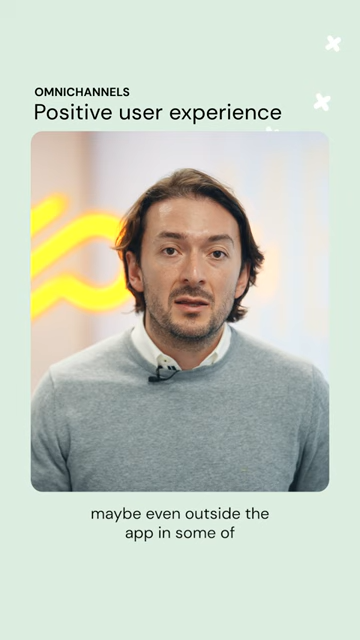 OMNICHANNELS
Positive user experience
maybe even outside the
app in some of